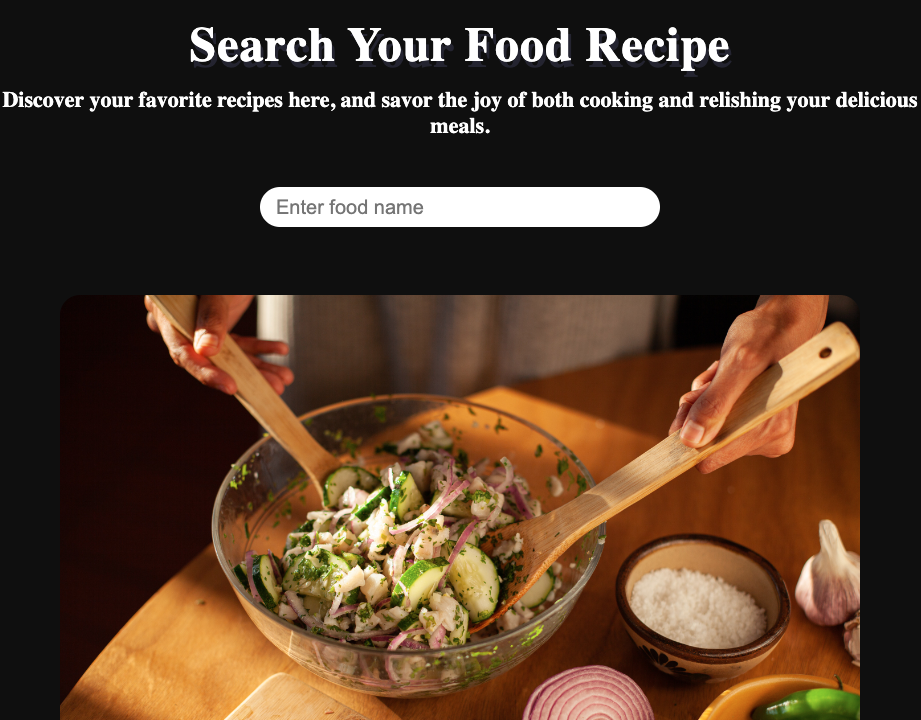 Search Your Food Recipe
Discover your favorite recipes here, and savor the joy of both cooking and relishing your delicious
meals.
Enter food name